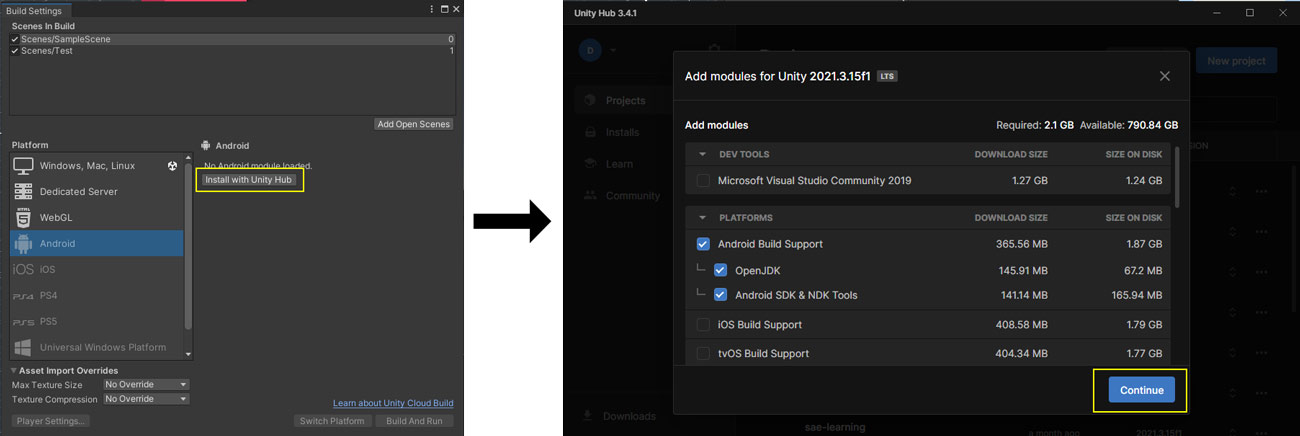 Build Settings
Scenes In Build
Scenes/SampleScene 0
Scenes/Test 1
Add Open Scenes
Platform
Windows, Mac, Linux
Dedicated Server
HTML
WebGL
Android
iOS iOS
PS4
PS5
Universal Windows Platform
Android
No Android module loaded.
Install with Unity Hub
Asset Import Overrides
Max Texture Size No Override
Texture Compression No Override
Learn about Unity Cloud Build
Player Settings... Switch Platform Build And Run
Unity Hub 3.4.1
D
New project
Projects
Installs
Learn
Community
Downloads
Add modules for Unity 2021.3.15f1 LTS
Add modules Required: 2.1 GB Available: 790.84 GB
DEV TOOLS DOWNLOAD SIZE SIZE ON DISK
Microsoft Visual Studio Community 2019 1.27 GB 1.24 GB
PLATFORMS DOWNLOAD SIZE SIZE ON DISK
Android Build Support 365.56 MB 1.87 GB
OpenJDK 145.91 MB 67.2 MB
Android SDK & NDK Tools 141.14 MB 165.94 MB
iOS Build Support 408.58 MB 1.79 GB
tvOS Build Support 404.34 MB 1.77 GB
Continue
sae-learning
a month ago 2021.3.15f1